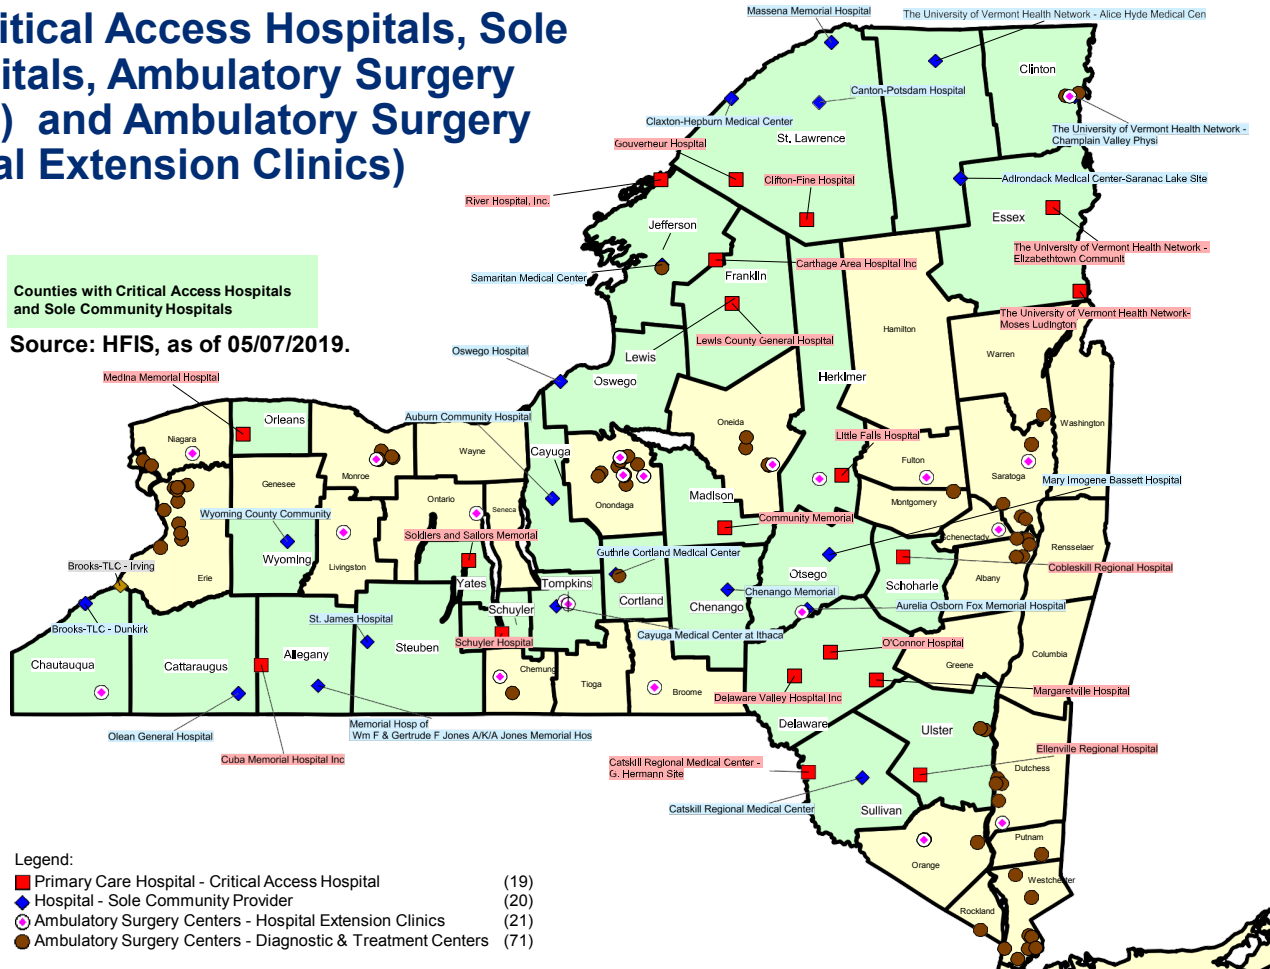 itical Access Hospitals, Sole
pitals, Ambulatory Surgery
) and Ambulatory Surgery
al Extension Clinics)
Counties with Critical Access Hospitals
and Sole Community Hospitals
Source: HFIS, as of 05/07/2019.
Massena Memorial Hospital
The University of Vermont Health Network - Alice Hyde Medical Cen
Clinton
Canton-Potsdam Hospital
Claxton-Hepburn Medical Center
The University of Vermont Health Network -
Champlain Valley Physi
St. Lawrence
Gouverneur Hospital
Clifton-Fine Hospital
Adirondack Medical Center-Saranac Lake Site
River Hospital, Inc.
Essex
Jefferson
The University of Vermont Health Network -
Elizabethtown Communit
Carthage Area Hospital Inc
Samaritan Medical Center
Franklin
The University of Vermont Health Network-
Moses Ludington
Hamilton
Lewis County General Hospital
Oswego Hospital
Lewis
Warren
Medina Memorial Hospital
Oswego
Herkimer
Orleans
Auburn Community Hospital
Oneida
Washington
Niagara
Little Falls Hospital
Wayne
Cayuga
Fulton
Monroe
Saratoga
Genesee
Mary Imogene Bassett Hospital
Ontario
Madison
Montgomery
Onondaga
Seneca
Wyoming County Community
Community Memorial
Soldiers and Sailors Memorial
Schenectady
Rensselaer
Guthrie Cortland Medical Center
Wyoming
Livingston
Brooks-TLC - Irving
Cobleskill Regional Hospital
Erie
Yates
Tompkins
Otsego
Albany
Schoharie
Chenango Memorial
Cortland
Chenango
Aurelia Osborn Fox Memorial Hospital
Schuyler
St. James Hospital
Brooks-TLC - Dunkirk
Cayuga Medical Center at Ithaca
Schuyler Hospital
O'Connor Hospital
Steuben
Allegany
Columbia
Chautauqua
Cattaraugus
Greene
Chemung
Tioga
Broome
Margaretville Hospital
Delaware Valley Hospital Inc
Delaware
Memorial Hosp of
Wm F & Gertrude F Jones A/K/A Jones Memorial Hos
Olean General Hospital
Ulster
Ellenville Regional Hospital
Cuba Memorial Hospital Inc
Catskill Regional Medical Center -
G. Hermann Site
Dutchess
Catskill Regional Medical Center
Sullivan
Putnam
Orange
Westchester
Rockland
Legend:
Primary Care Hospital - Critical Access Hospital (19)
Hospital - Sole Community Provider (20)
Ambulatory Surgery Centers - Hospital Extension Clinics (21)
Ambulatory Surgery Centers - Diagnostic & Treatment Centers (71)